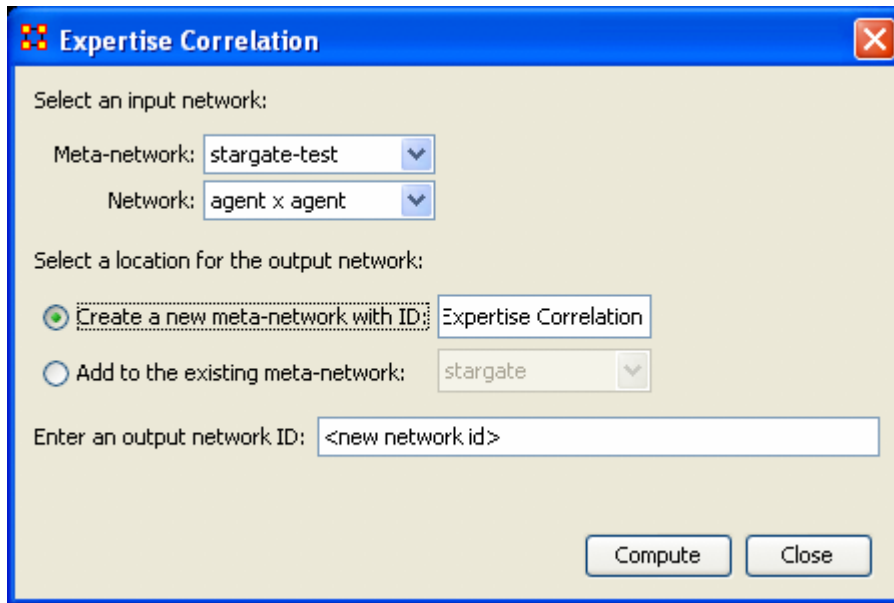 Expertise Correlation
Select an input network:
Meta-network: stargate-test
Network: agent x agent
Select a location for the output network:
Create a new meta-network with ID: Expertise Correlation
Add to the existing meta-network: stargate
Enter an output network ID: <new network id>
Compute Close